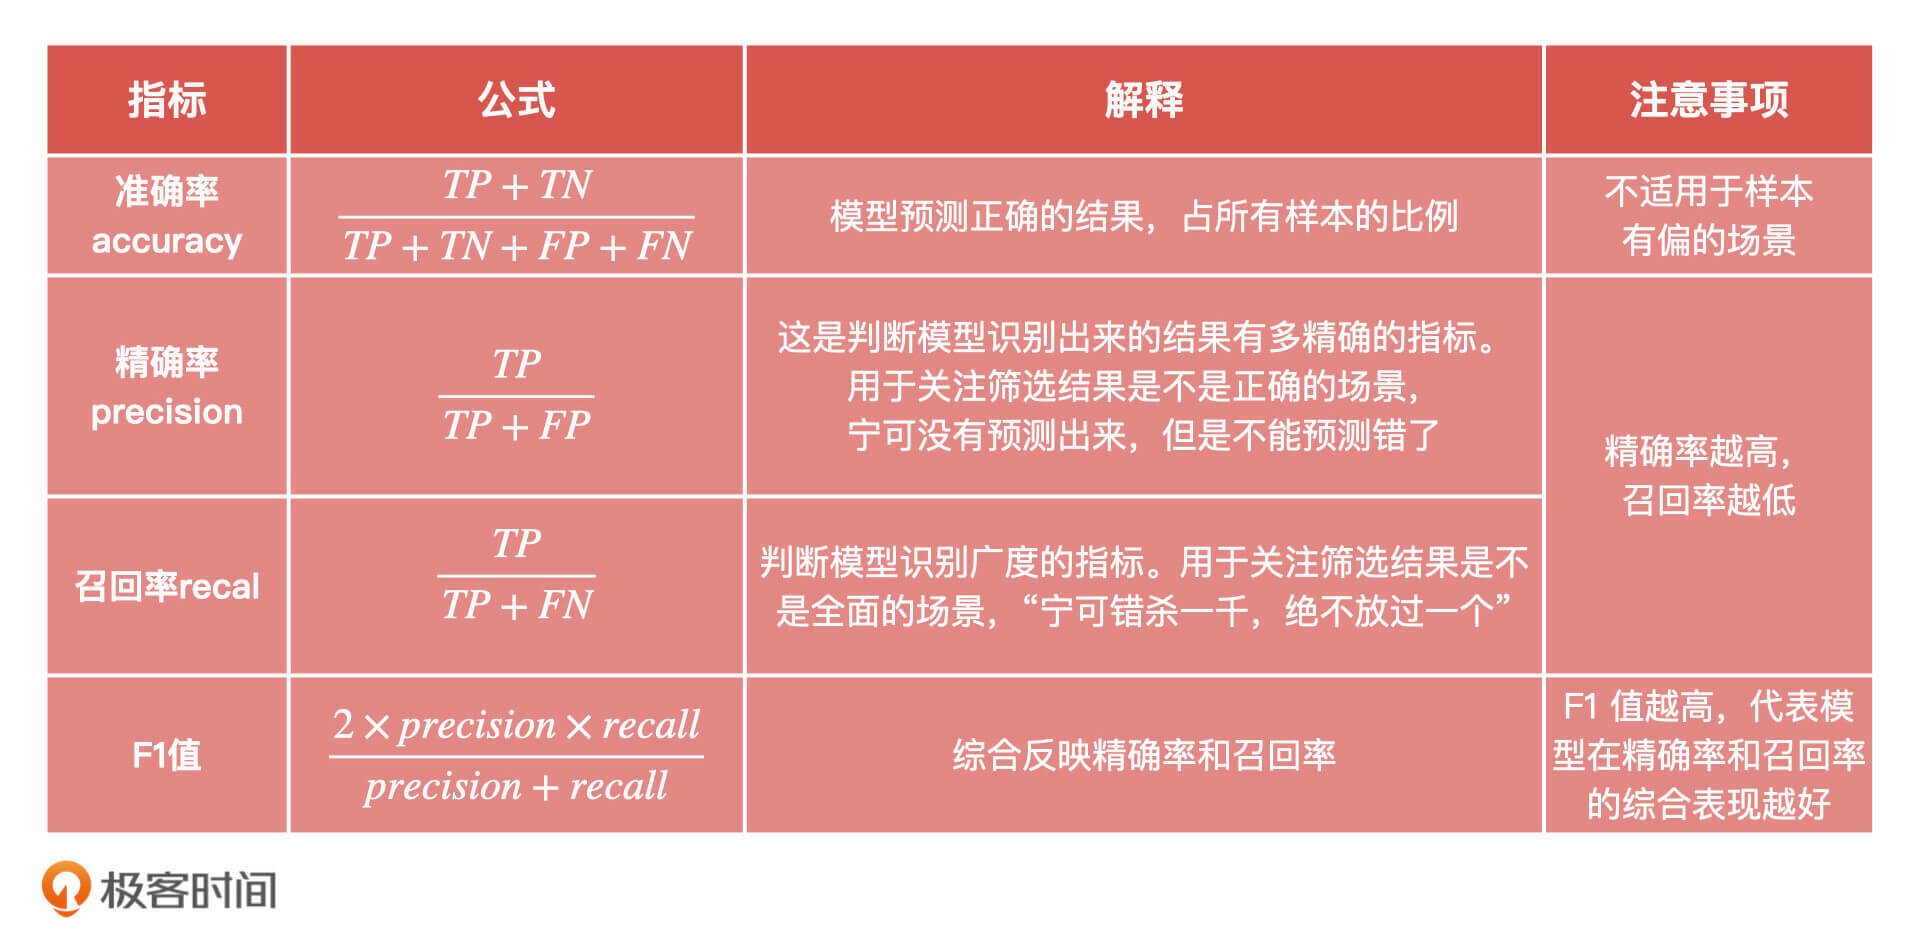 指标
公式
解释
注意事项
准确率
accuracy
TP + TN
TP + TN + FP + FN
模型预测正确的结果，占所有样本的比例
不适用于样本
有偏的场景
精确率
precision
TP
TP + FP
这是判断模型识别出来的结果有多精确的指标。
用于关注筛选结果是不是正确的场景，
宁可没有预测出来，但是不能预测错了
精确率越高，
召回率越低
召回率recal
TP
TP + FN
判断模型识别广度的指标。用于关注筛选结果是不
是全面的场景，“宁可错杀一千，绝不放过一个”
F1值
2 × precision × recall
precision + recall
综合反映精确率和召回率
F1 值越高，代表模
型在精确率和召回率
的综合表现越好
极客时间